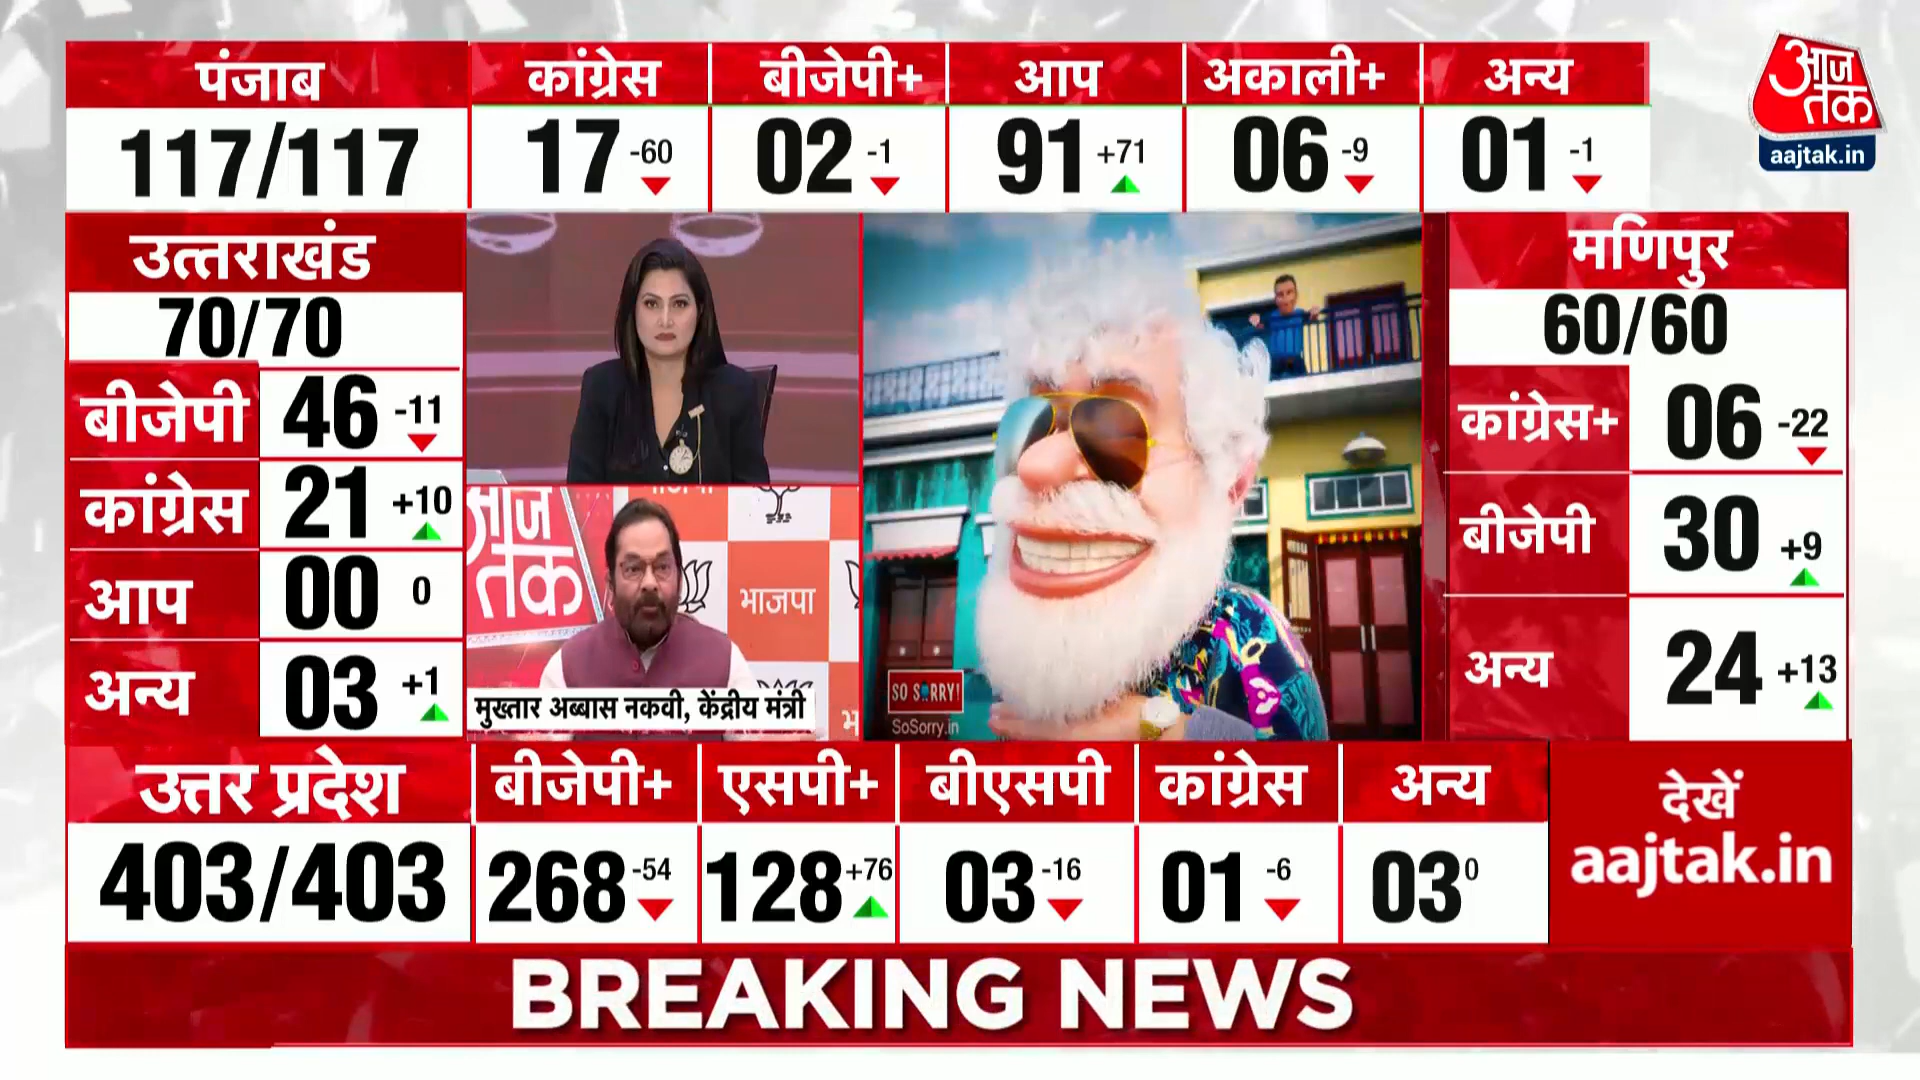 पंजाब
117/117
कांग्रेस
17 -60
बीजेपी+
02 -1
आप
91 +71
अकाली+
06 -9
अन्य
01 -1
आज
तक
aajtak.in
उत्तराखंड
70/70
बीजेपी 46 -11
कांग्रेस 21 +10
आप 00 0
अन्य 03 +1
आज
तक
भाजपा
मुख्तार अब्बास नकवी, केंद्रीय मंत्री
SO SORRY!
SoSorry.in
मणिपुर
60/60
कांग्रेस+ 06 -22
बीजेपी 30 +9
अन्य 24 +13
उत्तर प्रदेश
403/403
बीजेपी+
268 -54
एसपी+
128 +76
बीएसपी
03 -16
कांग्रेस
01 -6
अन्य
03 0
देखें
aajtak.in
BREAKING NEWS